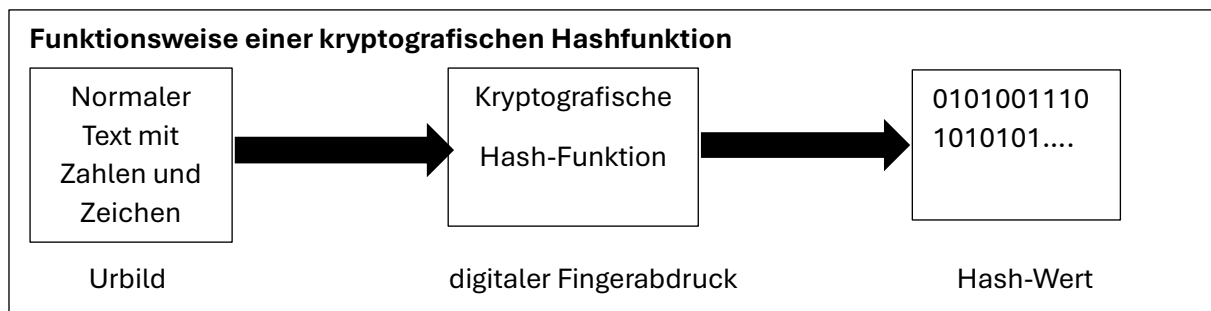 Funktionsweise einer kryptografischen Hashfunktion
Normaler
Text mit
Zahlen und
Zeichen
Kryptografische
Hash-Funktion
0101001110
1010101....
Urbild
digitaler Fingerabdruck
Hash-Wert